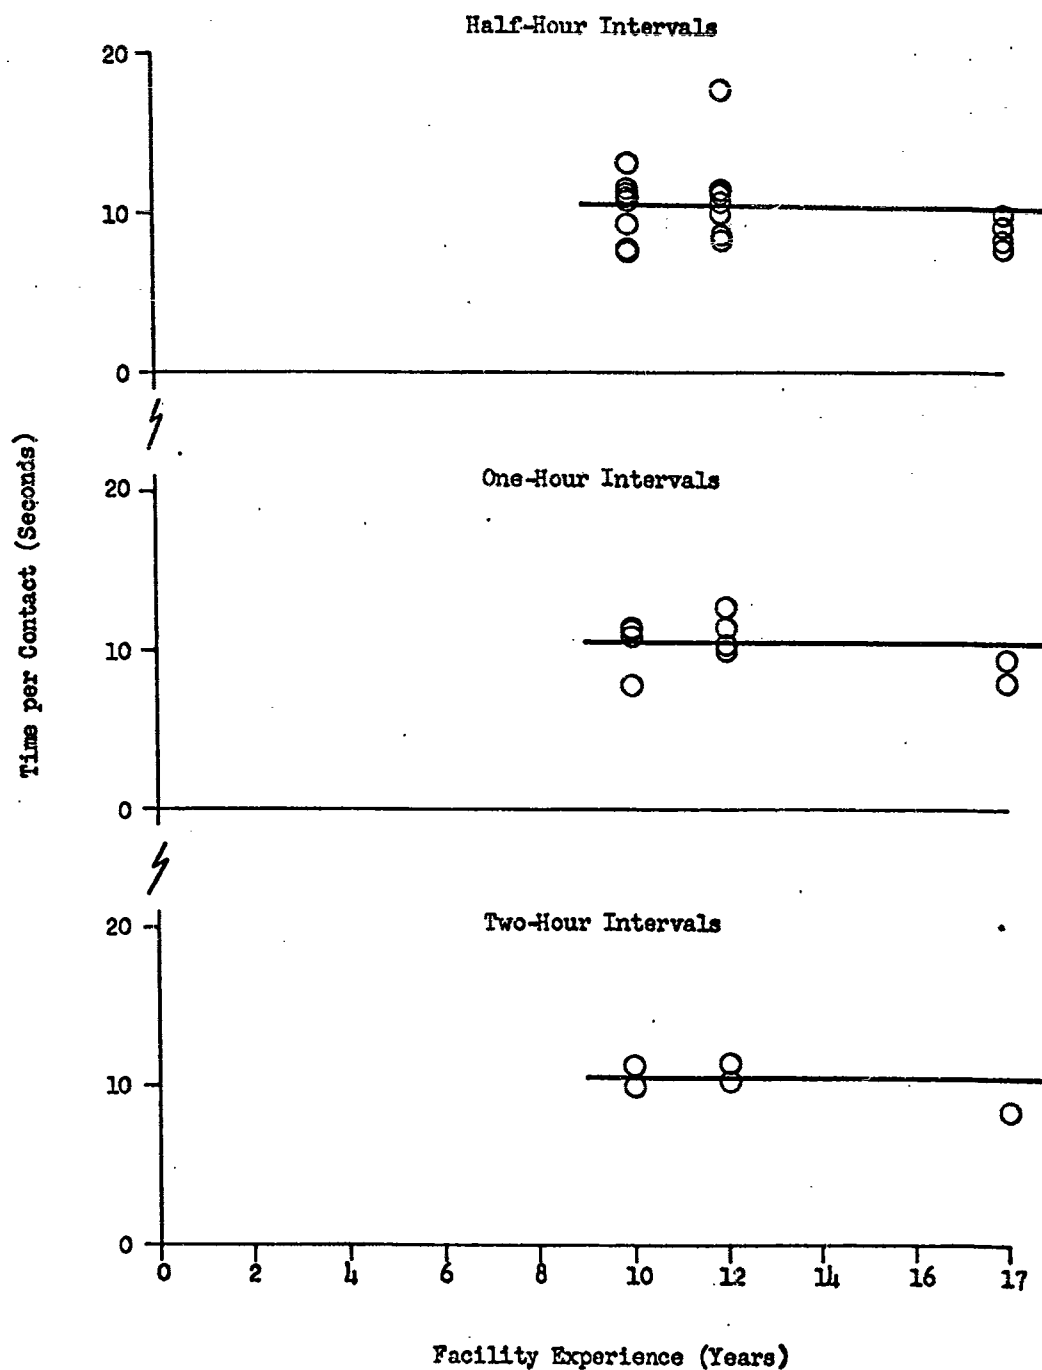 Half-Hour Intervals
20
10
0
One-Hour Intervals
20
10
0
Time per Contact (Seconds)
Two-Hour Intervals
20
10
0
0 2 4 6 8 10 12 14 16 17
Facility Experience (Years)